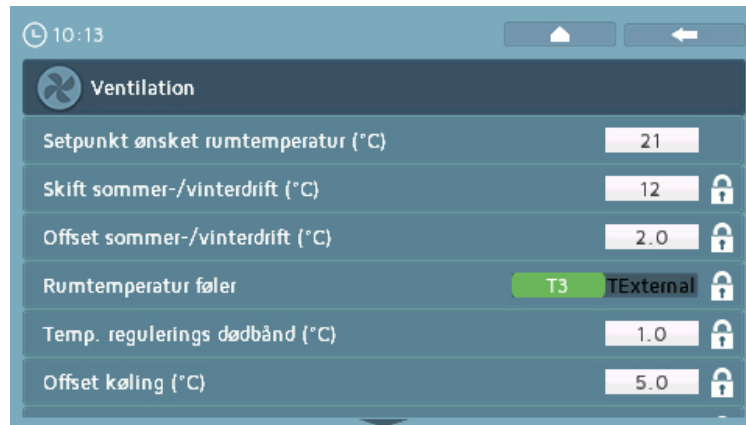 10:13
Ventilation
Setpunkt ønsket rumtemperatur (°C) 21
Skift sommer-/vinterdrift (°C) 12
Offset sommer-/vinterdrift (°C) 2.0
Rumtemperatur føler T3 TExternal
Temp. regulerings dødbånd (°C) 1.0
Offset køling (°C) 5.0